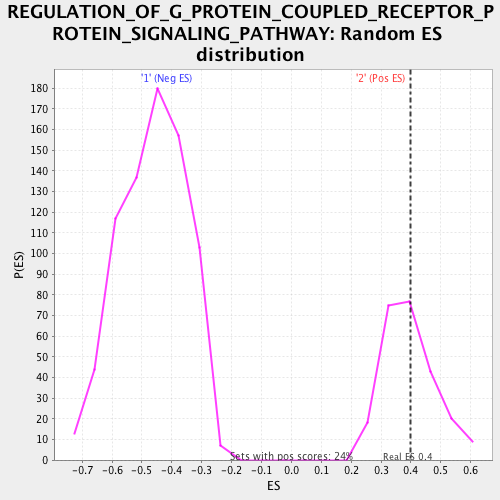 REGULATION_OF_G_PROTEIN_COUPLED_RECEPTOR_P
ROTEIN_SIGNALING_PATHWAY: Random ES
distribution
'1' (Neg ES)
'2' (Pos ES)
180
170
160
150
140
130
120
110
100
90
80
70
60
50
40
30
20
10
0
P(ES)
Sets with pos scores: 24%
Real ES 0.4
-0.7 -0.6 -0.5 -0.4 -0.3 -0.2 -0.1 0.0 0.1 0.2 0.3 0.4 0.5 0.6
ES